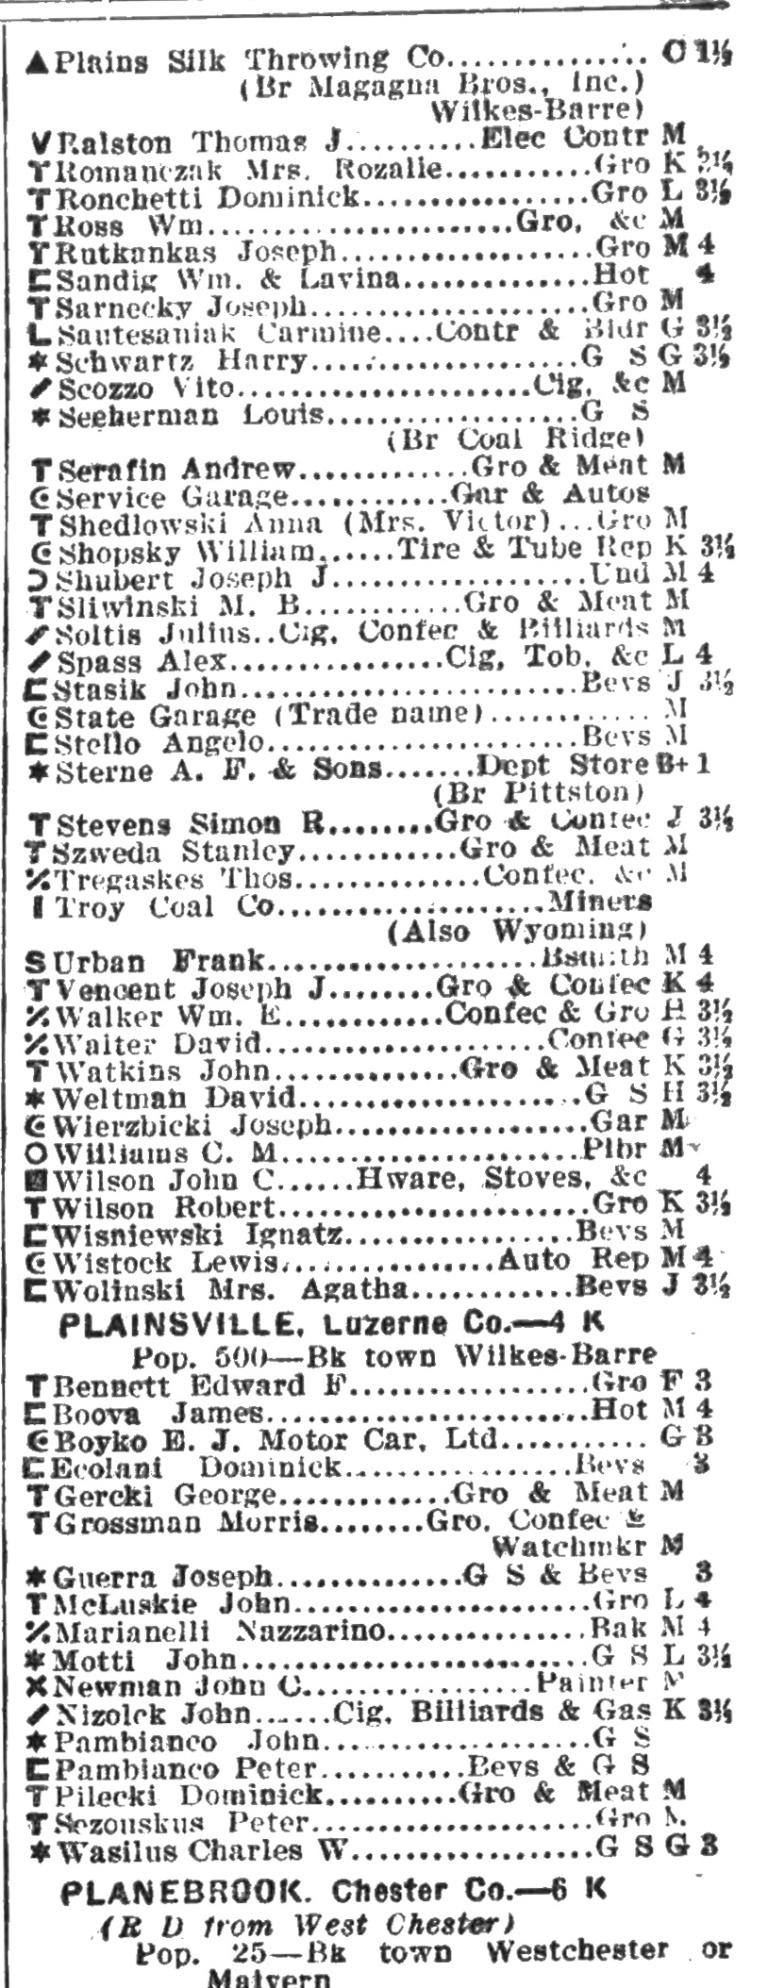 ▲Plains Silk Throwing Co.............. C 1½
(Br Magagna Bros., Inc.)
Wilkes-Barre)
V Ralston Thomas J..........Elec Contr M
T Romanczak Mrs. Rozalie...........Gro K
T Ronchetti Dominick.................Gro L 3½
T Ross Wm.......................Gro, &c M
T Rutkankas Joseph...................Gro M 4
⊏ Sandig Wm. & Lavina..............Hot 4
T Sarnecky Joseph.....................Gro M
L Sautesaniak Carmine....Contr & Bldr G 3½
* Schwartz Harry....................G S G 3½
Scozzo Vito......................Cig, &c M
* Seeherman Louis...................G S
(Br Coal Ridge)
T Serafin Andrew.............Gro & Meat M
Service Garage............Gar & Autos
T Shedlowski Anna (Mrs. Victor)...Gro M
Shopsky William.......Tire & Tube Rep K 3½
Shubert Joseph J...................Und M 4
T Sliwinski M. B............Gro & Meat M
Soltis Julius..Cig, Confec & Billiards M
Spass Alex................Cig, Tob, &c L 4
⊏ Stasik John.........................Bevs J 3½
State Garage (Trade name)............. M
⊏ Stello Angelo.......................Bevs M
* Sterne A. F. & Sons.......Dept Store B+ 1
(Br Pittston)
T Stevens Simon R........Gro & Confec J 3½
T Szweda Stanley............Gro & Meat M
⁒ Tregaskes Thos..............Confec, &c M
I Troy Coal Co....................Miners
(Also Wyoming)
S Urban Frank....................Bsmith M 4
T Vencent Joseph J........Gro & Confec K 4
⁒ Walker Wm. E............Confec & Gro H 3½
⁒ Walter David.....................Confec G 3½
T Watkins John..............Gro & Meat K 3½
* Weltman David.....................G S H 3½
Wierzbicki Joseph...................Gar M
O Williams C. M......................Plbr M
Wilson John C......Hware, Stoves, &c 4
T Wilson Robert.......................Gro K 3½
⊏ Wisniewski Ignatz.................Bevs M
Wistock Lewis................Auto Rep M 4
⊏ Wolinski Mrs. Agatha............Bevs J 3½
PLAINSVILLE, Luzerne Co.—4 K
Pop. 500—Bk town Wilkes-Barre
T Bennett Edward F..................Gro F 3
⊏ Boova James........................Hot M 4
Boyko E. J. Motor Car, Ltd........... G 3
⊏ Ecolani Dominick.................Bevs 3
T Gercki George.............Gro & Meat M
T Grossman Morris........Gro, Confec &
Watchmkr M
* Guerra Joseph..............G S & Bevs 3
T McLuskie John.......................Gro L 4
⁒ Marianelli Nazzarino...............Bak M 4
* Motti John..........................G S L 3½
✕ Newman John C................Painter M
Nizolek John......Cig, Billiards & Gas K 3½
* Pambianco John....................G S
⊏ Pambianco Peter...........Bevs & G S
T Pilecki Dominick..........Gro & Meat M
T Sezonskus Peter.....................Gro M
* Wasilus Charles W.................G S G 3
PLANEBROOK, Chester Co.—6 K
(R D from West Chester)
Pop. 25—Bk town Westchester or
Malvern